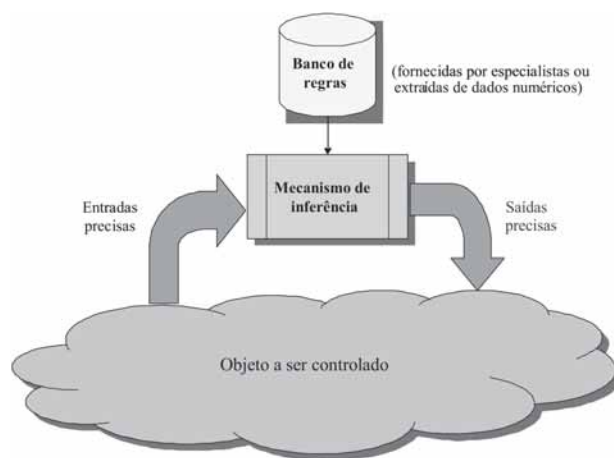 Banco de
regras
(fornecidas por especialistas ou
extraídas de dados numéricos)
Mecanismo de
inferência
Entradas
precisas
Saídas
precisas
Objeto a ser controlado